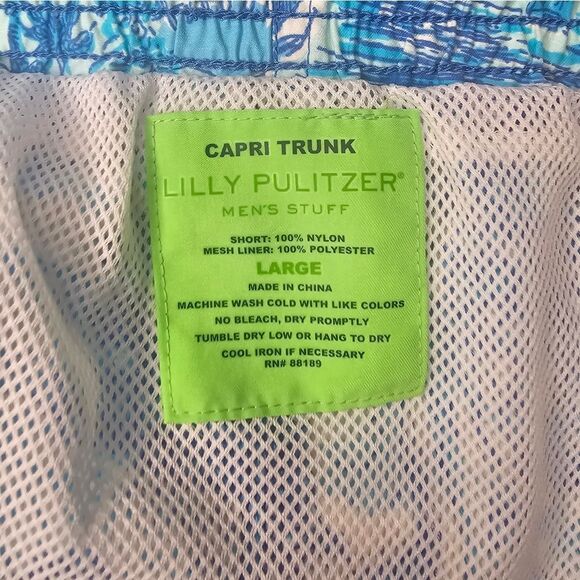 CAPRI TRUNK
LILLY PULITZER®
MEN'S STUFF
SHORT: 100% NYLON
MESH LINER: 100% POLYESTER
LARGE
MADE IN CHINA
MACHINE WASH COLD WITH LIKE COLORS
NO BLEACH, DRY PROMPTLY
TUMBLE DRY LOW OR HANG TO DRY
COOL IRON IF NECESSARY
RN# 88189